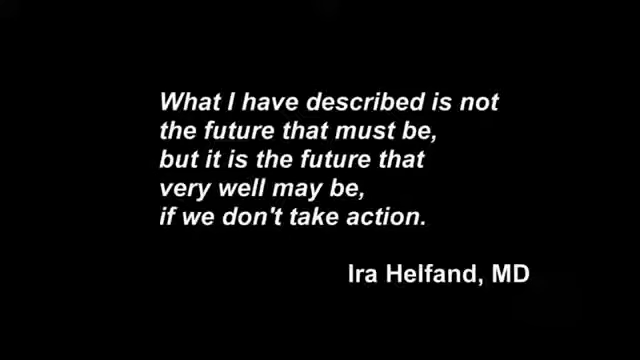 What I have described is not
the future that must be,
but it is the future that
very well may be,
if we don't take action.
Ira Helfand, MD